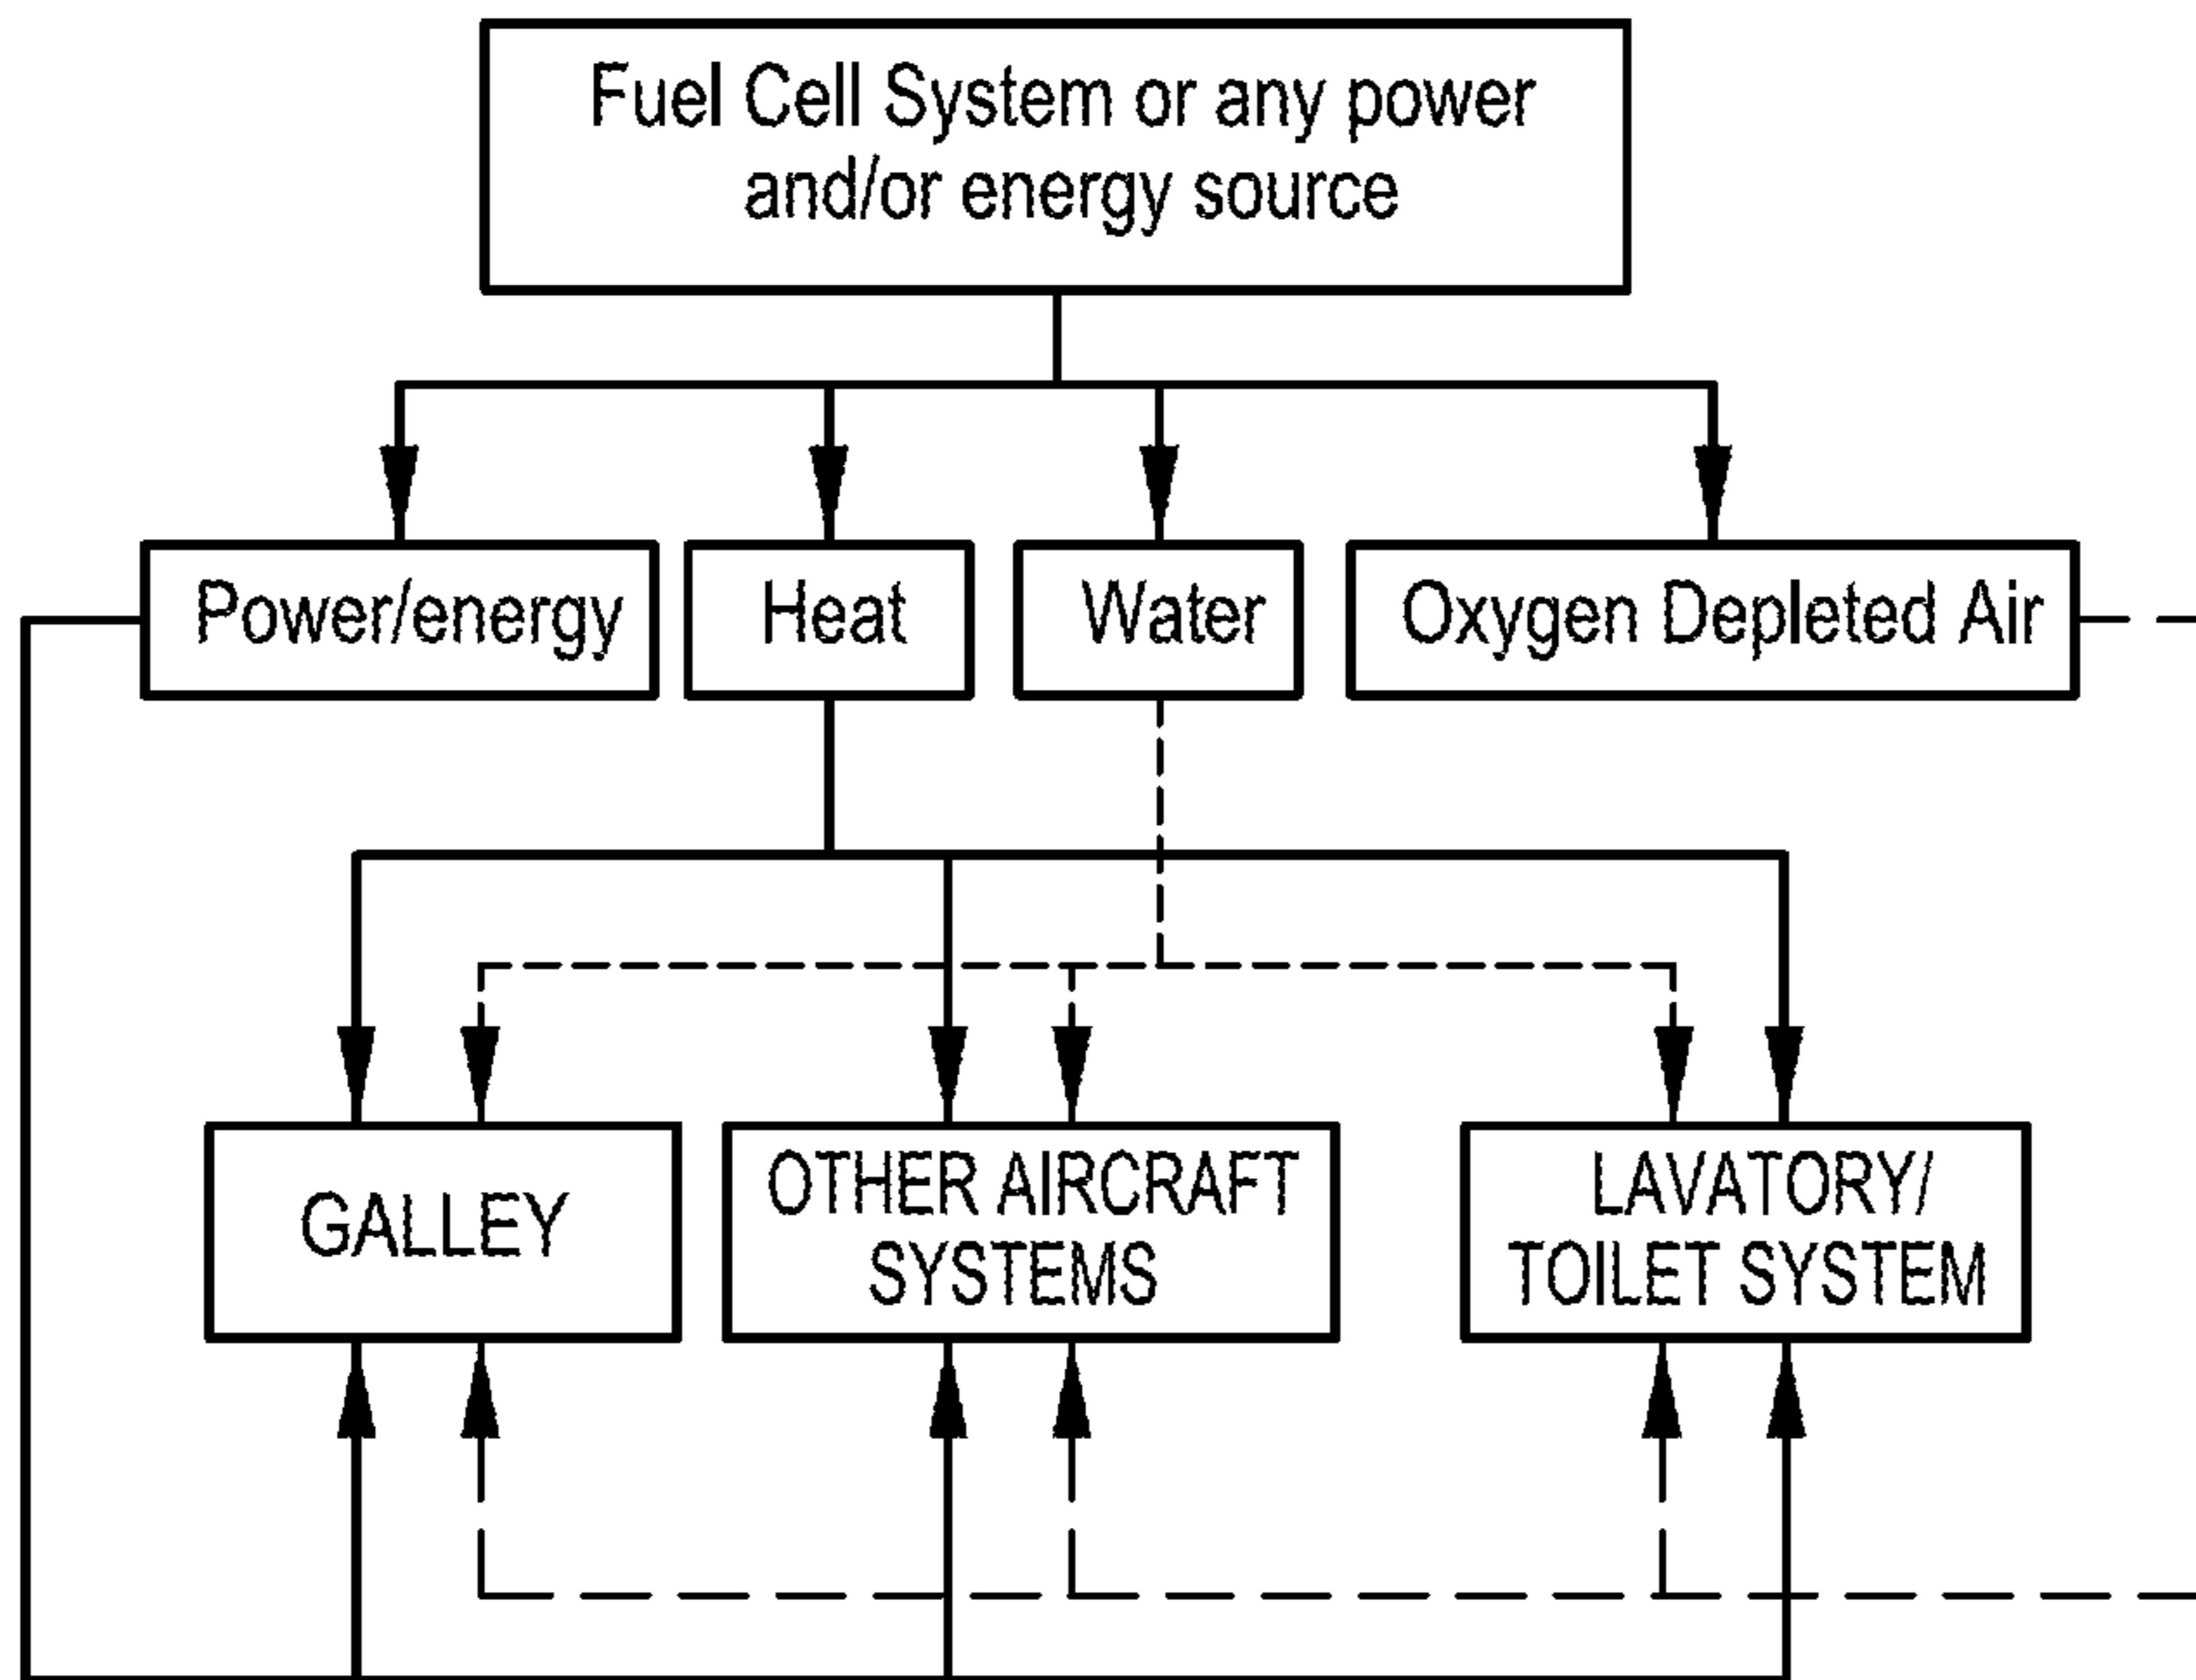 Fuel Cell System or any power
and/or energy source
Power/energy
Heat
Water
Oxygen Depleted Air
GALLEY
OTHER AIRCRAFT
SYSTEMS
LAVATORY/
TOILET SYSTEM